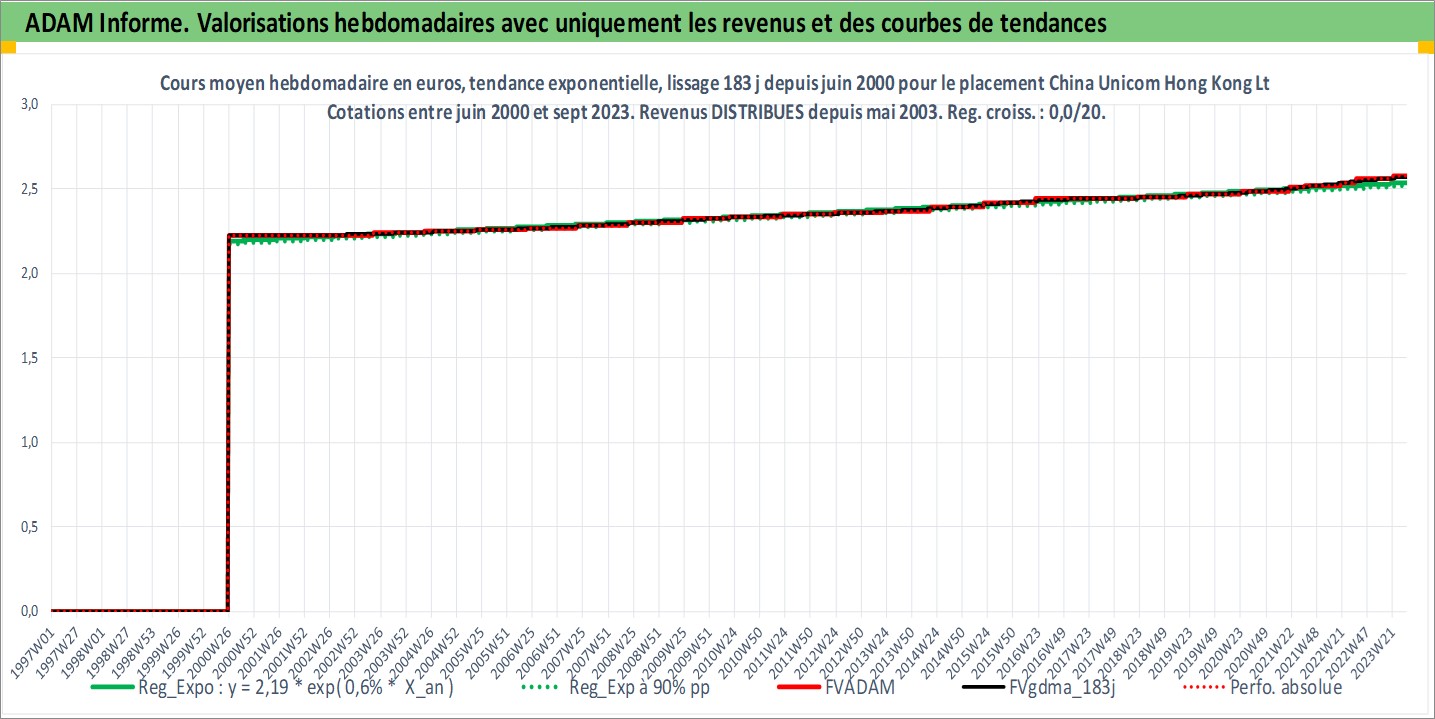 ADAM Informe. Valorisations hebdomadaires avec uniquement les revenus et des courbes de tendances
Cours moyen hebdomadaire en euros, tendance exponentielle, lissage 183 j depuis juin 2000 pour le placement China Unicom Hong Kong Lt
Cotations entre juin 2000 et sept 2023. Revenus DISTRIBUES depuis mai 2003. Reg. croiss. : 0,0/20.
3,0
2,5
2,0
1,5
1,0
0,5
0,0
1997W01 1997W27 1998W01 1998W27 1998W53 1999W26 1999W52 2000W26 2000W52 2001W26 2001W52 2002W26 2002W52 2003W26 2003W52 2004W26 2004W52 2005W25 2005W51 2006W25 2006W51 2007W25 2007W51 2008W25 2008W51 2009W25 2009W51 2010W24 2010W50 2011W24 2011W50 2012W24 2012W50 2013W24 2013W50 2014W24 2014W50 2015W24 2015W50 2016W23 2016W49 2017W23 2017W49 2018W23 2018W49 2019W23 2019W49 2020W23 2020W49 2021W22 2021W48 2022W21 2022W47 2023W21
Reg_Expo : y = 2,19 * exp( 0,6% * X_an ) Reg_Exp à 90% pp FVADAM FVgdma_183j Perfo. absolue